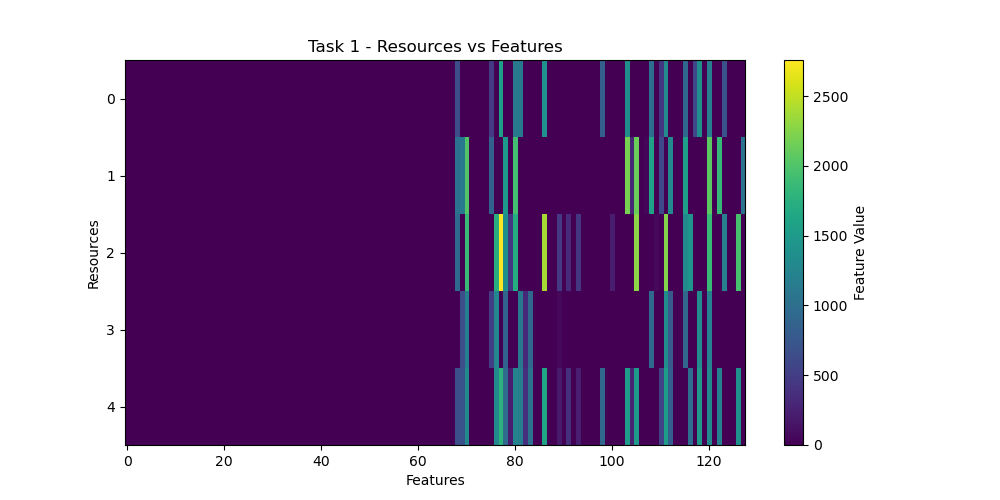 Task 1 - Resources vs Features
0
1
2
3
4
Resources
0 20 40 60 80 100 120
Features
2500
2000
1500
1000
500
0
Feature Value